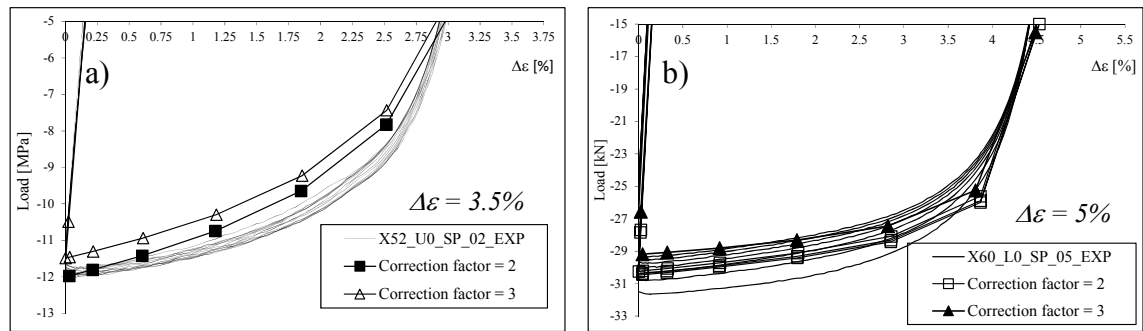 a)
-5
-6
-7
-8
-9
-10
-11
-12
-13
0 0.25 0.5 0.75 1 1.25 1.5 1.75 2 2.25 2.5 2.75 3 3.25 3.5 3.75
Δε [%]
Load [MPa]
Δε = 3.5%
X52_U0_SP_02_EXP
Correction factor = 2
Correction factor = 3
b)
-15
-17
-19
-21
-23
-25
-27
-29
-31
-33
0 0.5 1 1.5 2 2.5 3 3.5 4 4.5 5 5.5
Δε [%]
Load [kN]
Δε = 5%
X60_L0_SP_05_EXP
Correction factor = 2
Correction factor = 3